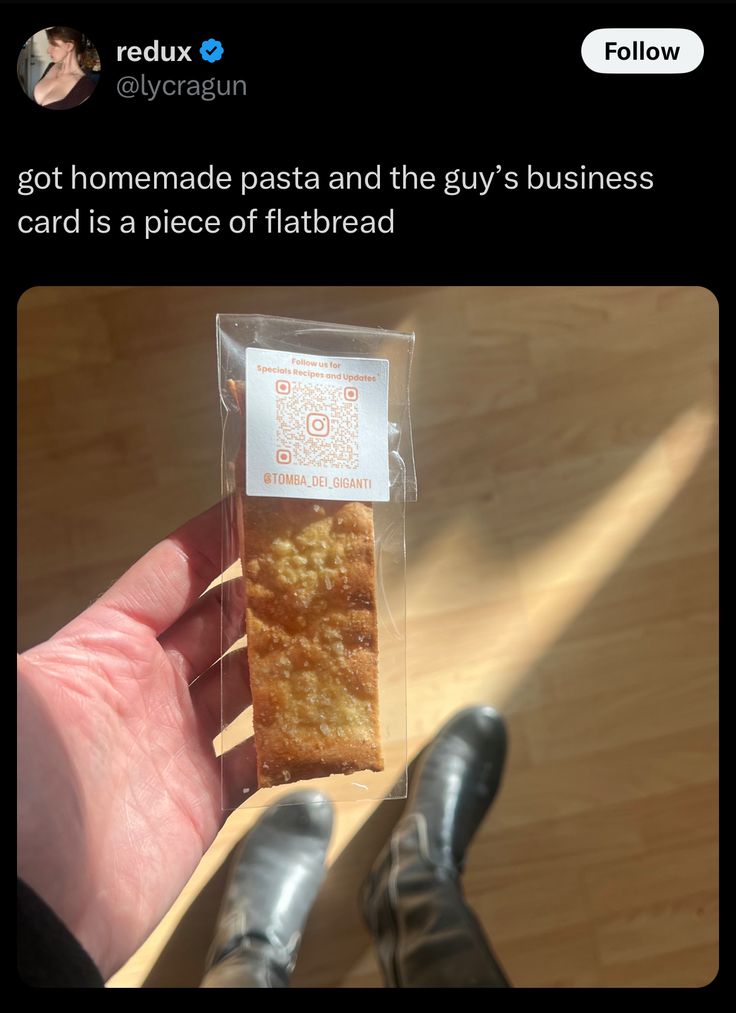 redux
@lycragun
Follow
got homemade pasta and the guy’s business
card is a piece of flatbread
Follow us for
Specials Recipes and Updates
@TOMBA_DEI_GIGANTI